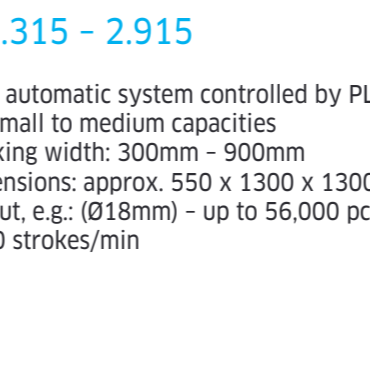 .315 – 2.915
automatic system controlled by PL
mall to medium capacities
king width: 300mm – 900mm
ensions: approx. 550 x 1300 x 1300
ut, e.g.: (Ø18mm) – up to 56,000 pc
0 strokes/min